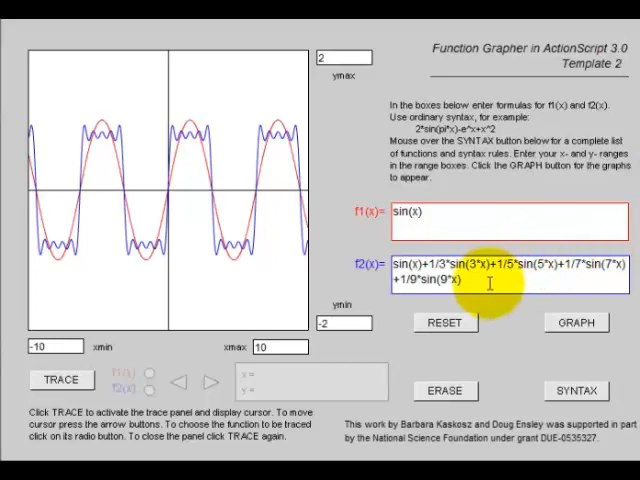 Function Grapher in ActionScript 3.0
Template 2
2
ymax
In the boxes below enter formulas for f1(x) and f2(x).
Use ordinary syntax, for example:
2*sin(pi*x)-e^x+x^2
Mouse over the SYNTAX button below for a complete list
of functions and syntax rules. Enter your x- and y- ranges
in the range boxes. Click the GRAPH button for the graphs
to appear.
f1(x)= sin(x)
f2(x)= sin(x)+1/3*sin(3*x)+1/5*sin(5*x)+1/7*sin(7*x)
+1/9*sin(9*x)
ymin
-2
RESET GRAPH
-10 xmin xmax 10
TRACE f1(x) x =
f2(x) y =
ERASE SYNTAX
Click TRACE to activate the trace panel and display cursor. To move
cursor press the arrow buttons. To choose the function to be traced
click on its radio button. To close the panel click TRACE again.
This work by Barbara Kaskosz and Doug Ensley was supported in part
by the National Science Foundation under grant DUE-0535327.